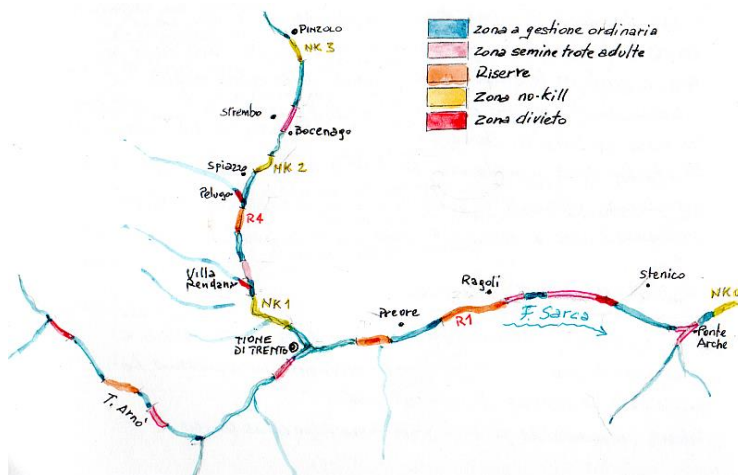 PINZOLO
NK 3
Zona a gestione ordinaria
Zona semine trote adulte
Riserve
Zona no-kill
Zona divieto
Strembo
Bocenago
Spiazzo
NK 2
Pelugo
R4
Villa
Rendena
NK 1
TIONE
DI TRENTO
Preore
Ragoli
R1
F. Sarca
Stenico
Ponte
Arche
T. Arnò